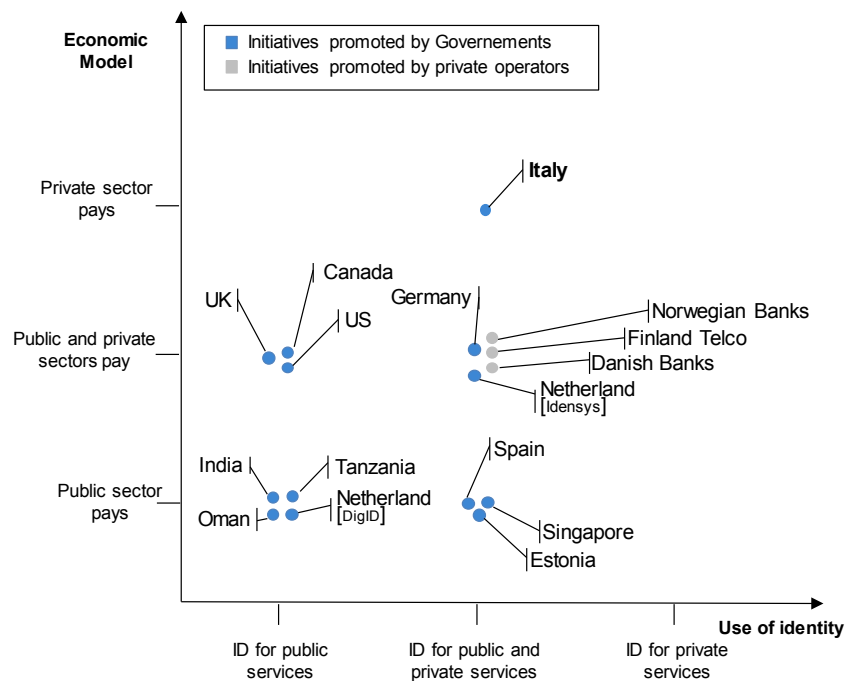 Economic
Model
Initiatives promoted by Governements
Initiatives promoted by private operators
Italy
Private sector
pays
Canada
UK
US
Germany
Norwegian Banks
Finland Telco
Danish Banks
Public and private
sectors pay
Netherland
[Idensys]
Spain
India
Tanzania
Public sector
pays
Netherland
[DigID]
Oman
Singapore
Estonia
Use of identity
ID for public
services
ID for public and
private services
ID for private
services